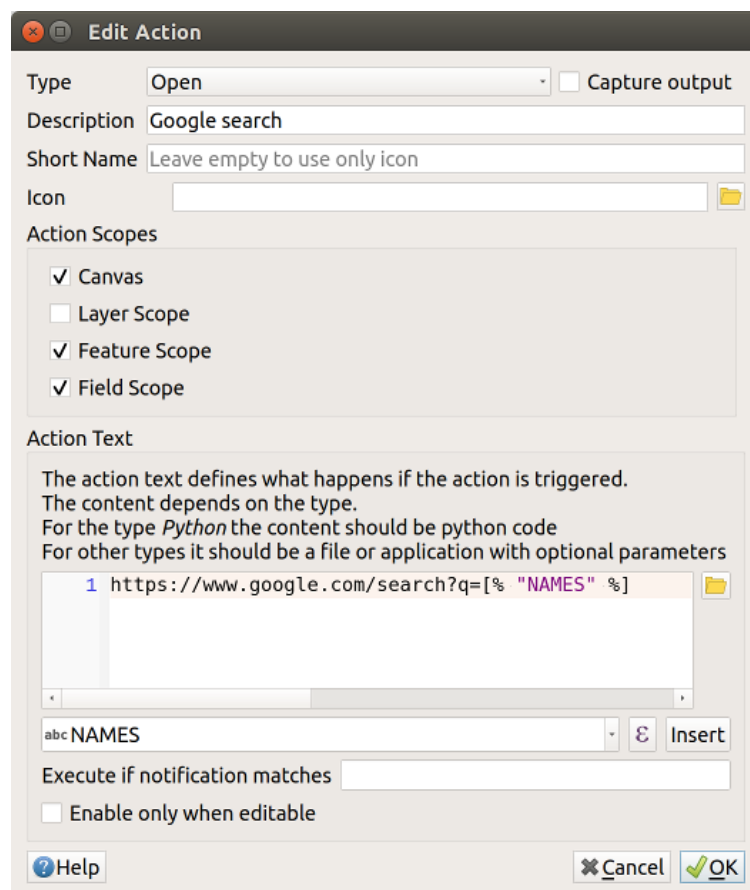 Edit Action
Type Open Capture output
Description Google search
Short Name Leave empty to use only icon
Icon
Action Scopes
Canvas
Layer Scope
Feature Scope
Field Scope
Action Text
The action text defines what happens if the action is triggered.
The content depends on the type.
For the type Python the content should be python code
For other types it should be a file or application with optional parameters
1 https://www.google.com/search?q=[% "NAMES" %]
abc NAMES ε Insert
Execute if notification matches
Enable only when editable
Help Cancel OK